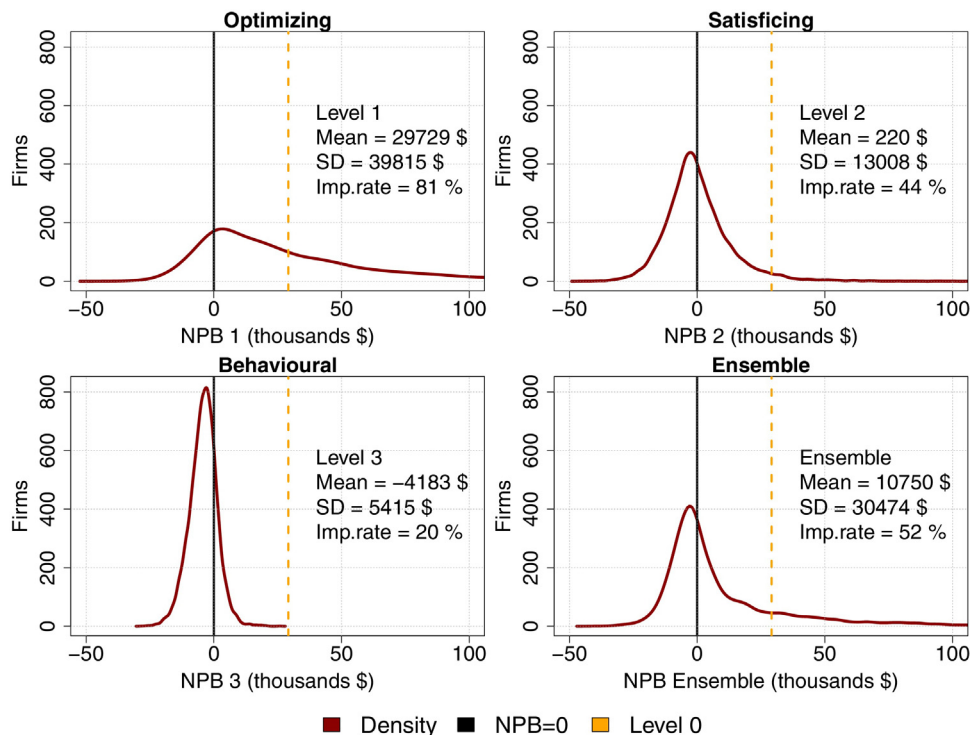 Optimizing
800
600
400
200
0
Firms
Level 1
Mean = 29729 $
SD = 39815 $
Imp.rate = 81 %
−50 0 50 100
NPB 1 (thousands $)
Satisficing
800
600
400
200
0
Firms
Level 2
Mean = 220 $
SD = 13008 $
Imp.rate = 44 %
−50 0 50 100
NPB 2 (thousands $)
Behavioural
800
600
400
200
0
Firms
Level 3
Mean = −4183 $
SD = 5415 $
Imp.rate = 20 %
−50 0 50 100
NPB 3 (thousands $)
Ensemble
800
600
400
200
0
Firms
Ensemble
Mean = 10750 $
SD = 30474 $
Imp.rate = 52 %
−50 0 50 100
NPB Ensemble (thousands $)
Density NPB=0 Level 0